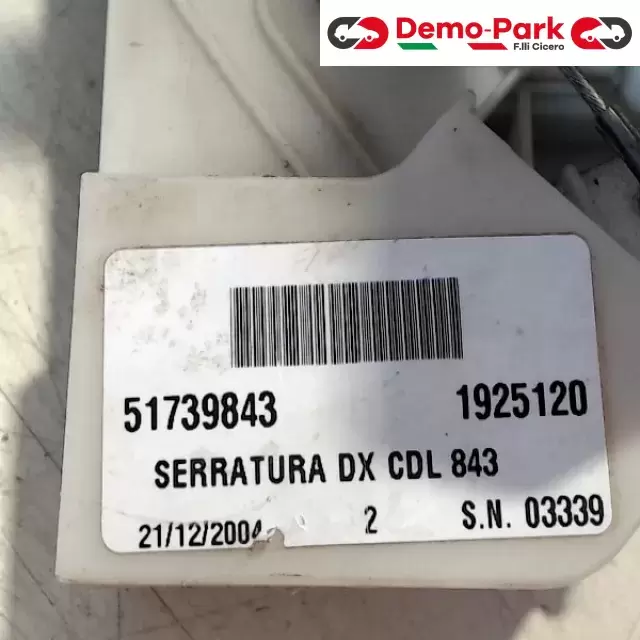 Demo-Park
F.lli Cicero
51739843 1925120
SERRATURA DX CDL 843
21/12/2004 2 S.N. 03339